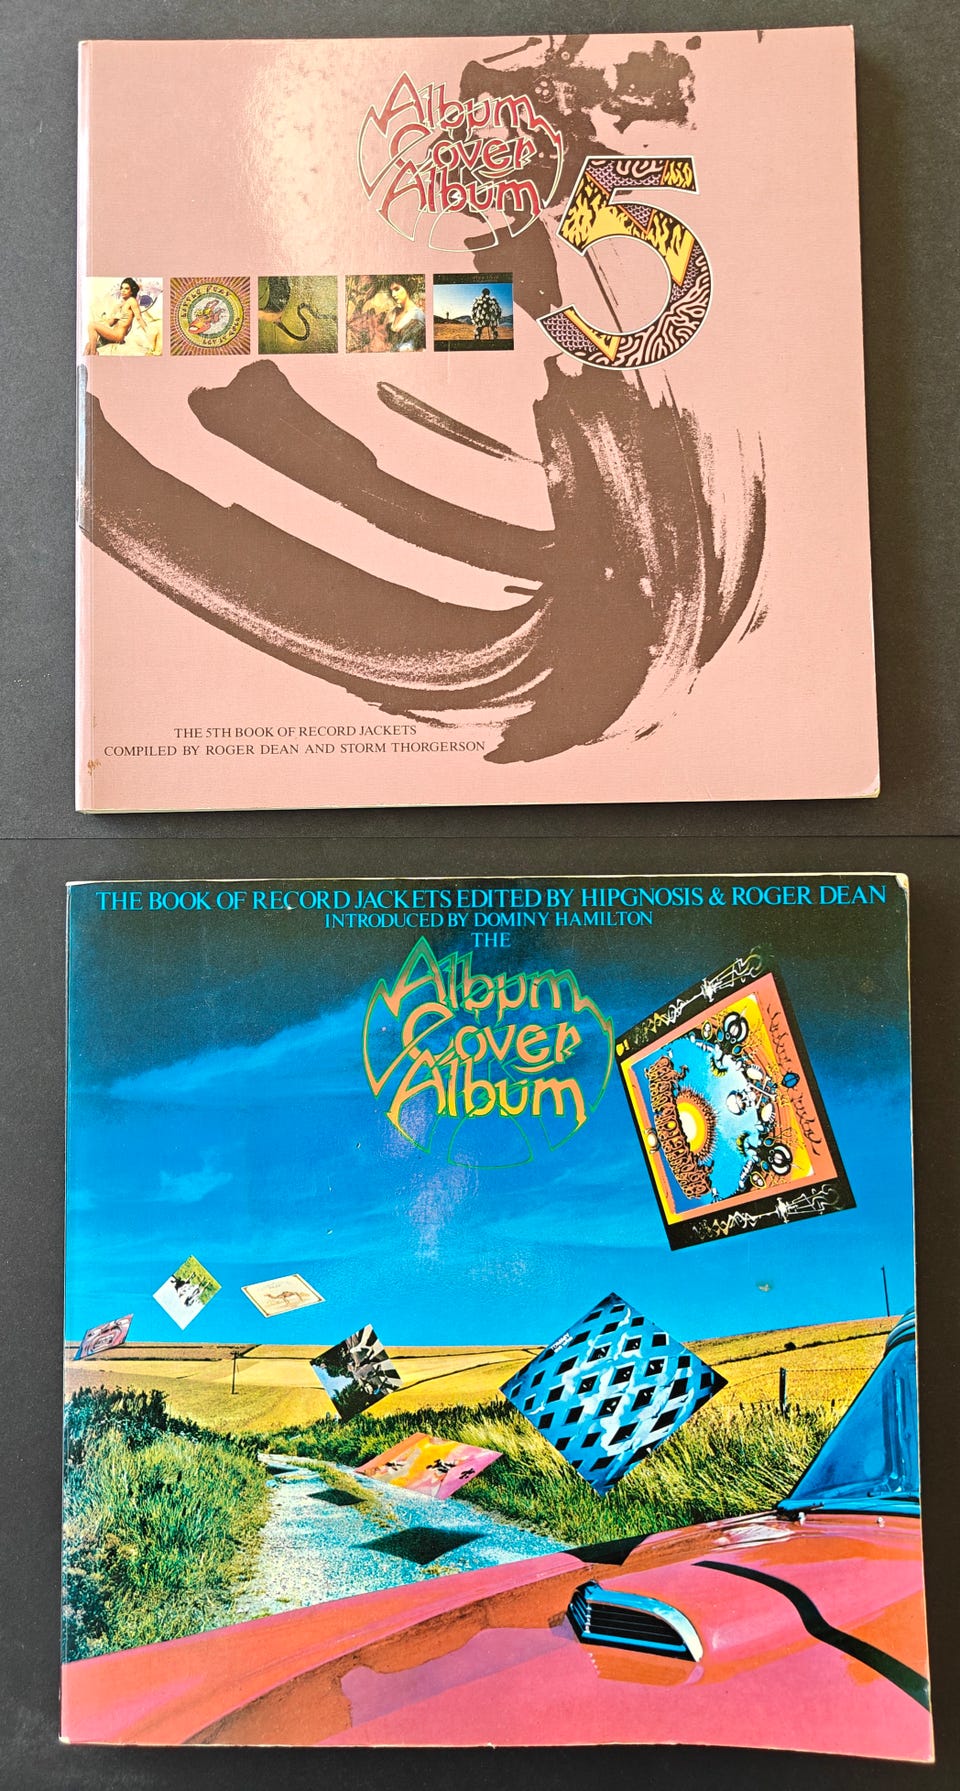 Album
Cover
Album
5
THE 5TH BOOK OF RECORD JACKETS
COMPILED BY ROGER DEAN AND STORM THORGERSON
THE BOOK OF RECORD JACKETS EDITED BY HIPGNOSIS & ROGER DEAN
INTRODUCED BY DOMINY HAMILTON
THE
Album
Cover
Album